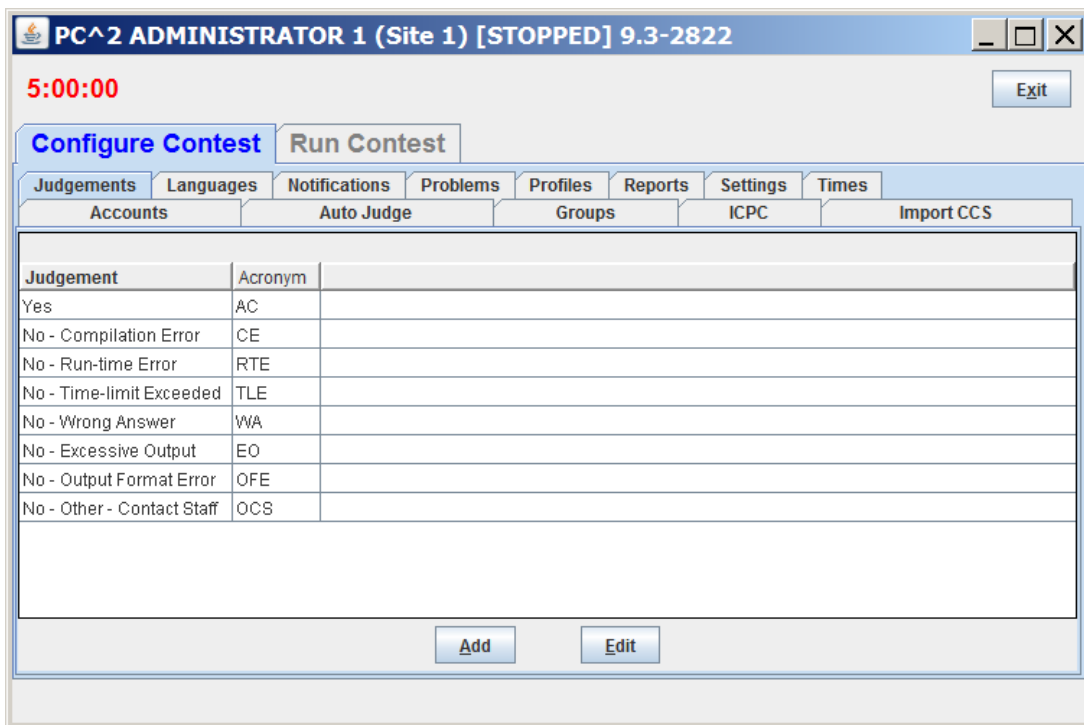 PC^2 ADMINISTRATOR 1 (Site 1) [STOPPED] 9.3-2822
5:00:00 Exit
Configure Contest Run Contest
Judgements Languages Notifications Problems Profiles Reports Settings Times
Accounts Auto Judge Groups ICPC Import CCS
Judgement Acronym
Yes AC
No - Compilation Error CE
No - Run-time Error RTE
No - Time-limit Exceeded TLE
No - Wrong Answer WA
No - Excessive Output EO
No - Output Format Error OFE
No - Other - Contact Staff OCS
Add Edit